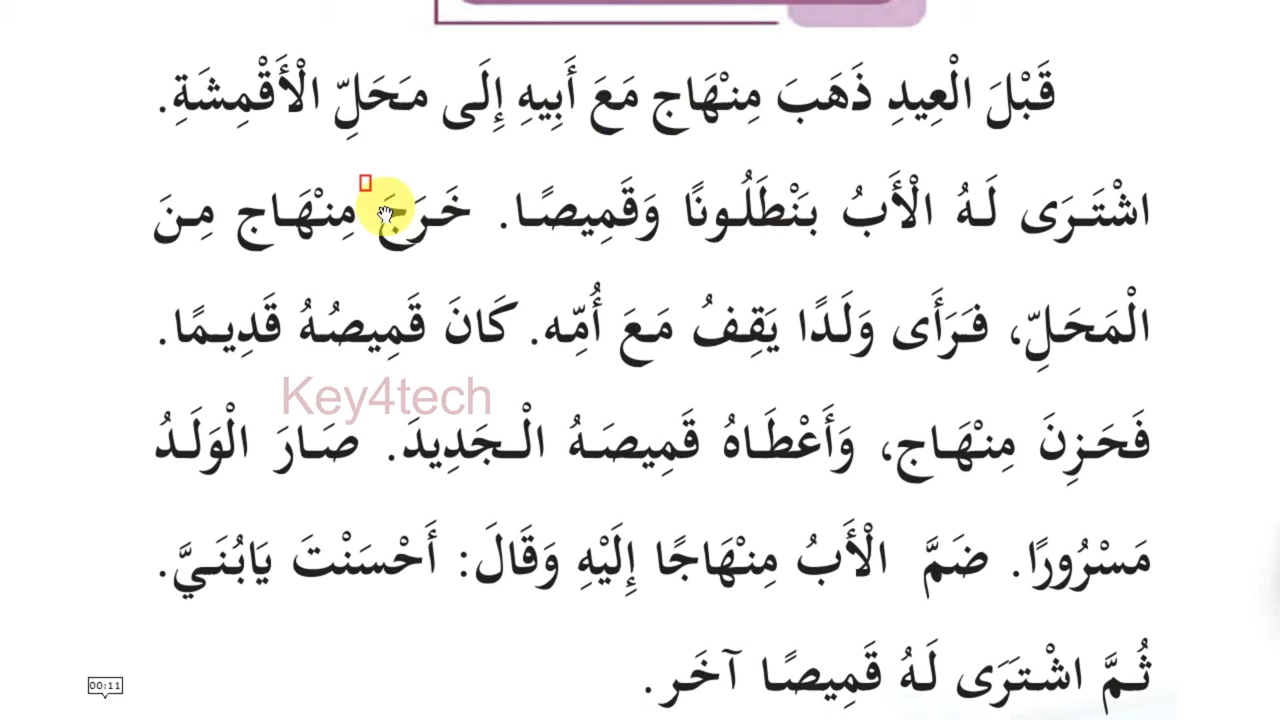 قَبْلَ الْعِيدِ ذَهَبَ مِنْهَاج مَعَ أَبِيهِ إِلَى مَحَلِّ الْأَقْمِشَةِ.
اشْتَرَى لَهُ الْأَبُ بَنْطَلُونًا وَقَمِيصًا. خَرَجَ مِنْهَاج مِنَ
الْمَحَلِّ، فَرَأَى وَلَدًا يَقِفُ مَعَ أُمِّه. كَانَ قَمِيصُهُ قَدِيمًا.
Key4tech
فَحَزِنَ مِنْهَاج، وَأَعْطَاهُ قَمِيصَهُ الْجَدِيدَ. صَارَ الْوَلَدُ
مَسْرُورًا. ضَمَّ الْأَبُ مِنْهَاجًا إِلَيْهِ وَقَالَ: أَحْسَنْتَ يَابُنَيَّ.
ثُمَّ اشْتَرَى لَهُ قَمِيصًا آخَر.
00:11